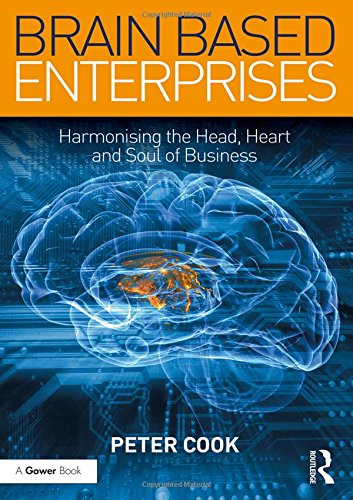 BRAIN BASED
ENTERPRISES
Harmonising the Head, Heart
and Soul of Business
PETER COOK
A Gower Book
ROUTLEDGE